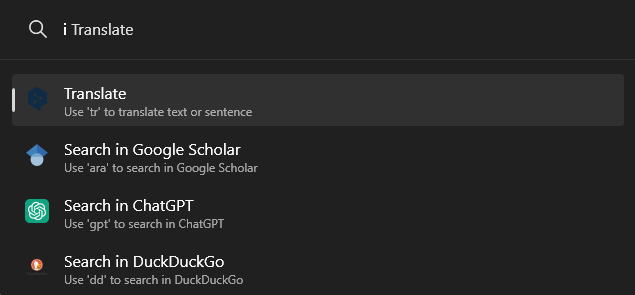 i Translate
Translate
Use 'tr' to translate text or sentence
Search in Google Scholar
Use 'ara' to search in Google Scholar
Search in ChatGPT
Use 'gpt' to search in ChatGPT
Search in DuckDuckGo
Use 'dd' to search in DuckDuckGo